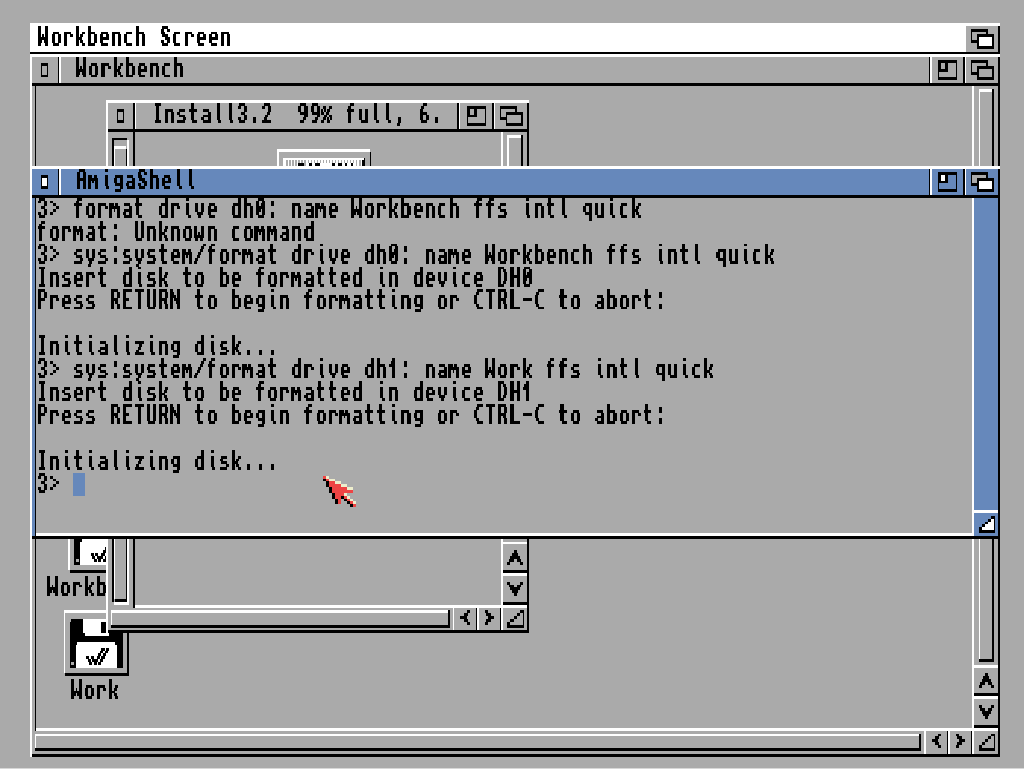 Workbench Screen
Workbench
Install3.2  99% full, 6.
AmigaShell
3> format drive dh0: name Workbench ffs intl quick
format: Unknown command
3> sys:system/format drive dh0: name Workbench ffs intl quick
Insert disk to be formatted in device DH0
Press RETURN to begin formatting or CTRL-C to abort:
Initializing disk...
3> sys:system/format drive dh1: name Work ffs intl quick
Insert disk to be formatted in device DH1
Press RETURN to begin formatting or CTRL-C to abort:
Initializing disk...
3>
Workb
Work